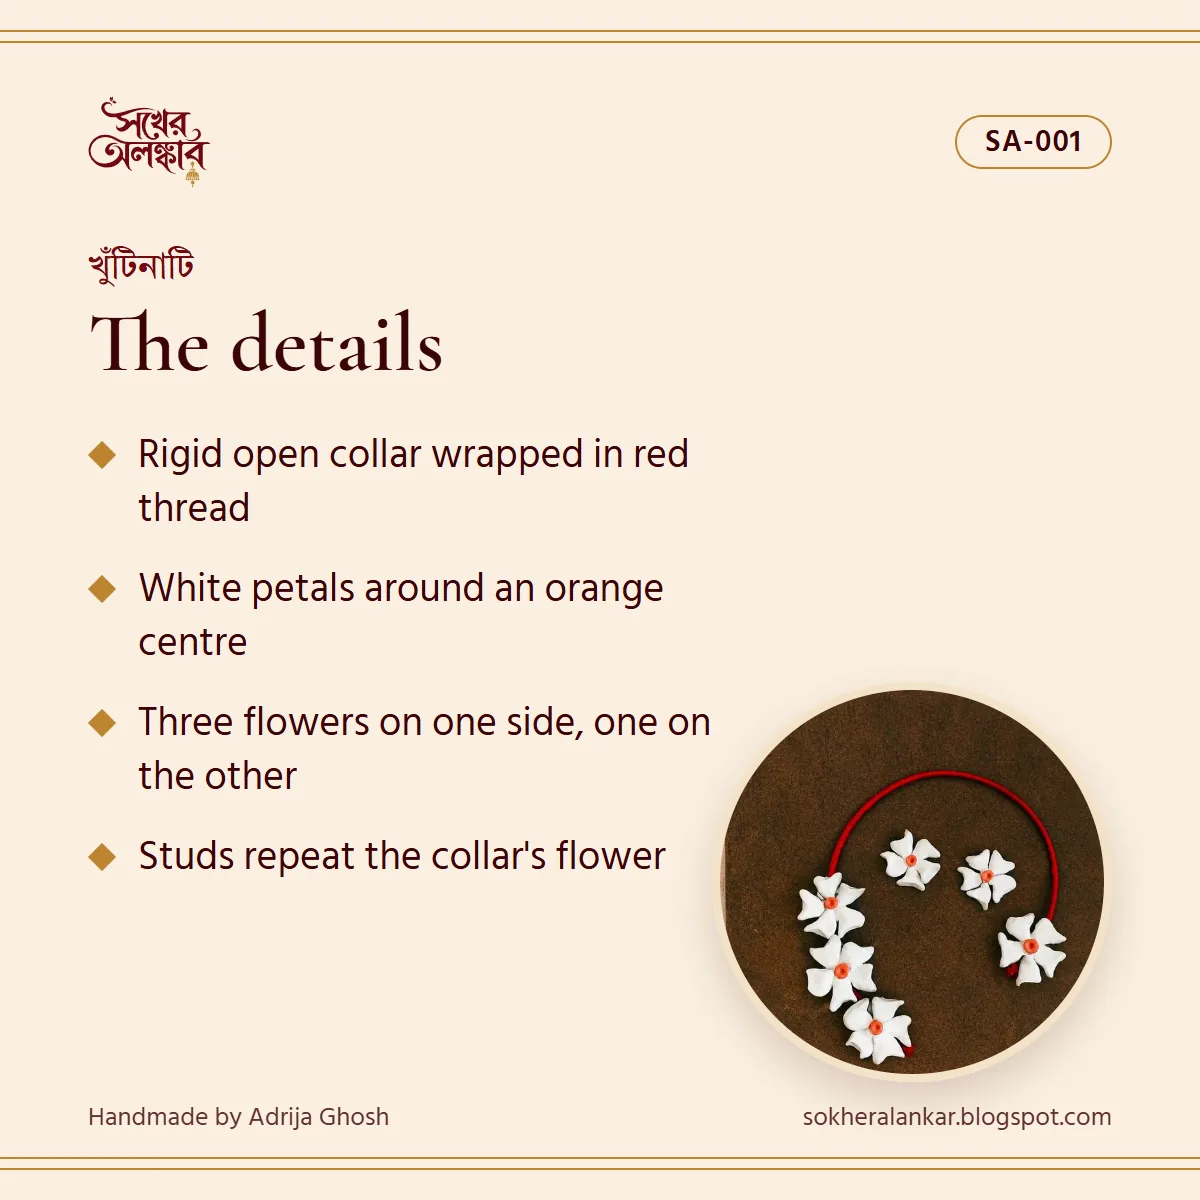 সখের
অলঙ্কার
SA-001
খুঁটিনাটি
The details
Rigid open collar wrapped in red
thread
White petals around an orange
centre
Three flowers on one side, one on
the other
Studs repeat the collar's flower
Handmade by Adrija Ghosh
sokheralankar.blogspot.com